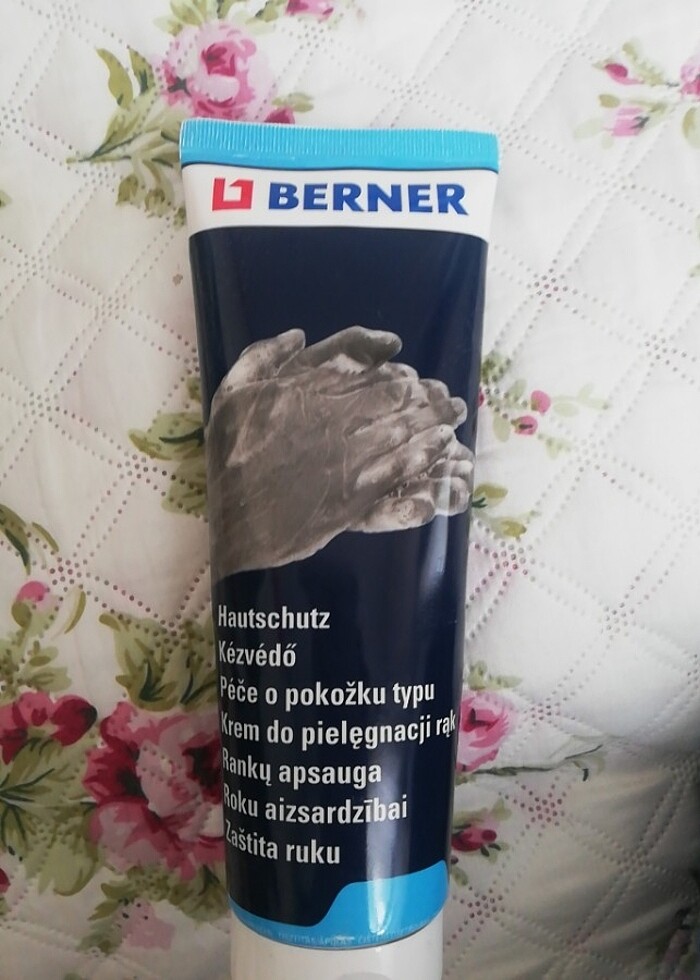 BERNER
Hautschutz
Kézvédő
Péče o pokožku typu
Krem do pielęgnacji rąk
Rankų apsauga
Roku aizsardzībai
Zaštita ruku